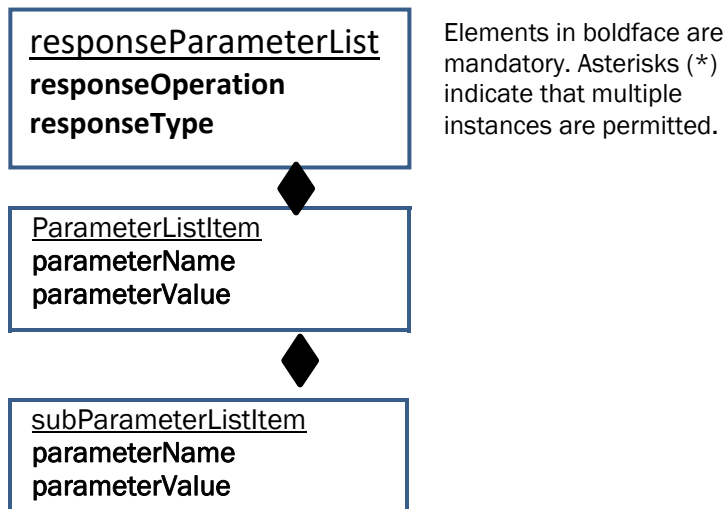 responseParameterList
responseOperation
responseType
Elements in boldface are
mandatory. Asterisks (*)
indicate that multiple
instances are permitted.
ParameterListItem
parameterName
parameterValue
subParameterListItem
parameterName
parameterValue